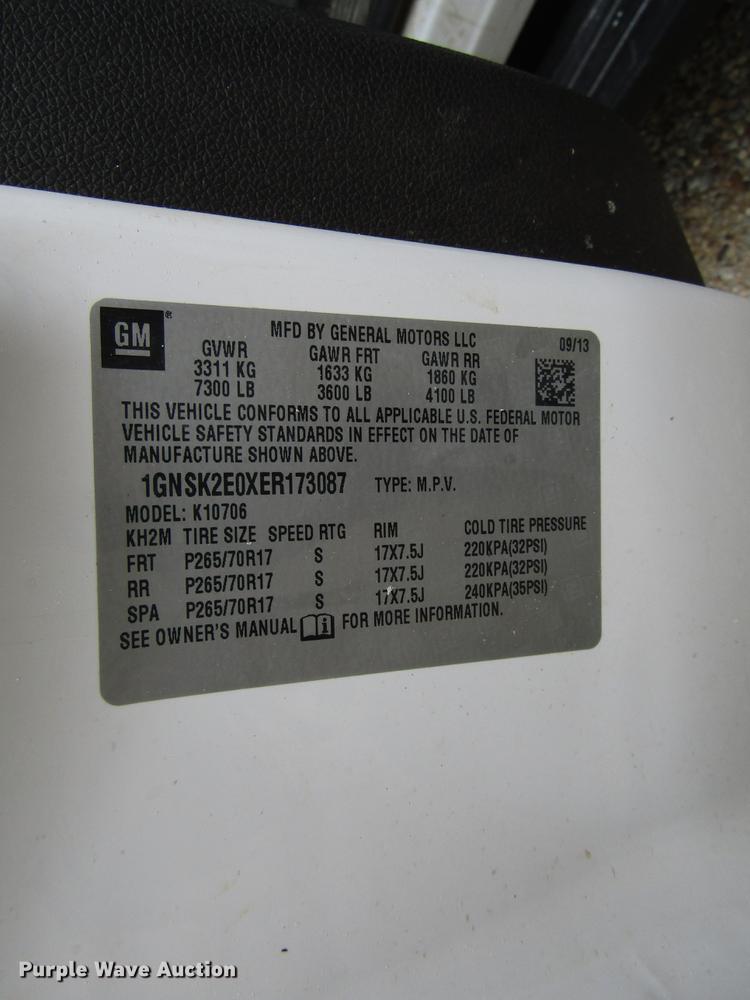 GM ®
MFD BY GENERAL MOTORS LLC 09/13
GVWR GAWR FRT GAWR RR
3311 KG 1633 KG 1860 KG
7300 LB 3600 LB 4100 LB
THIS VEHICLE CONFORMS TO ALL APPLICABLE U.S. FEDERAL MOTOR
VEHICLE SAFETY STANDARDS IN EFFECT ON THE DATE OF
MANUFACTURE SHOWN ABOVE.
1GNSK2E0XER173087 TYPE: M.P.V.
MODEL: K10706
KH2M TIRE SIZE SPEED RTG RIM COLD TIRE PRESSURE
FRT P265/70R17 S 17X7.5J 220KPA(32PSI)
RR P265/70R17 S 17X7.5J 220KPA(32PSI)
SPA P265/70R17 S 17X7.5J 240KPA(35PSI)
SEE OWNER'S MANUAL i FOR MORE INFORMATION.
Purple Wave Auction